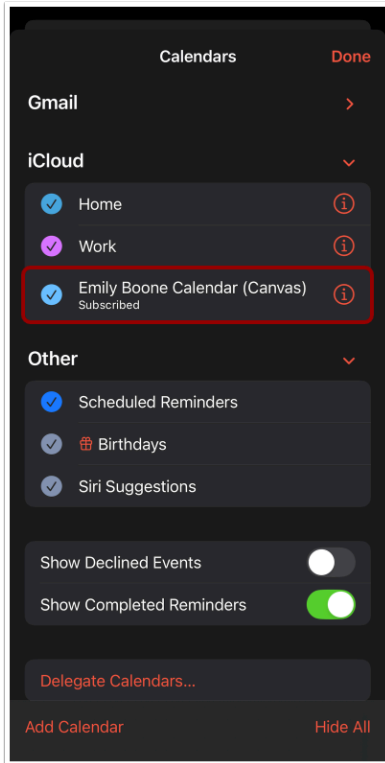 Calendars
Done
Gmail
iCloud
Home
Work
Emily Boone Calendar (Canvas)
Subscribed
Other
Scheduled Reminders
Birthdays
Siri Suggestions
Show Declined Events
Show Completed Reminders
Delegate Calendars...
Add Calendar
Hide All